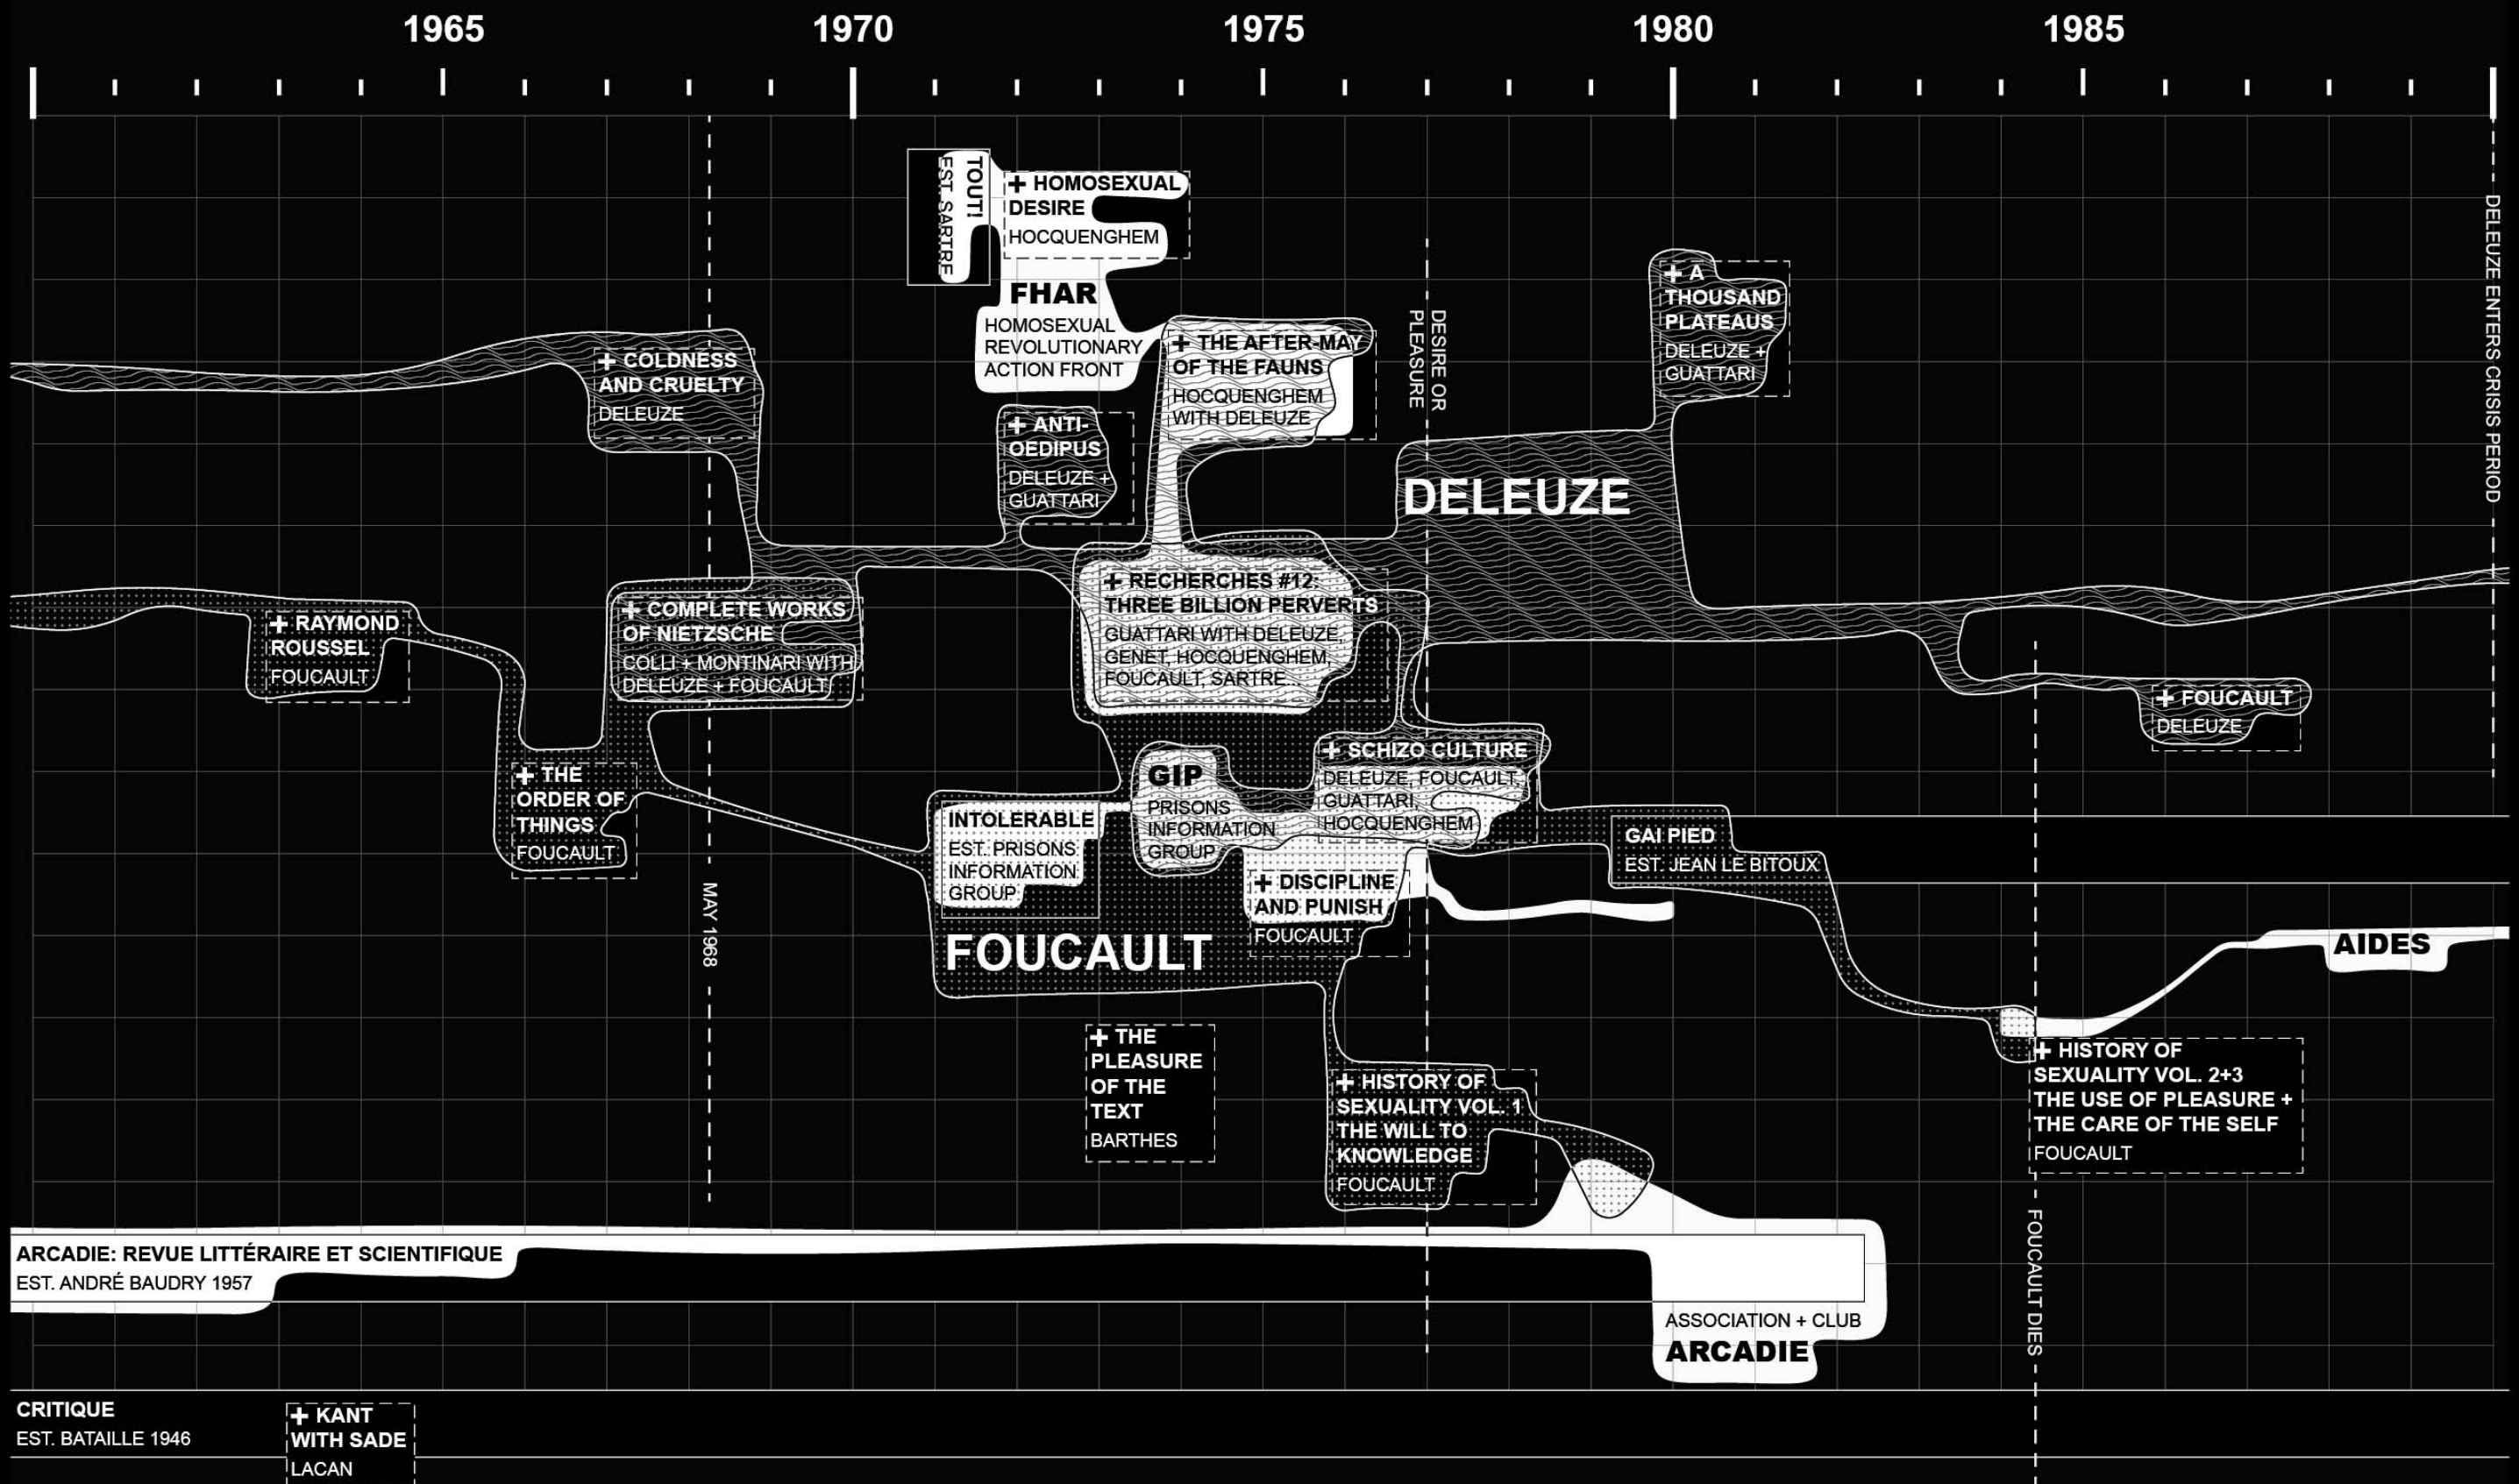 1965
1970
1975
1980
1985
TOUT!
EST. SARTRE
+ HOMOSEXUAL
DESIRE
HOCQUENGHEM
FHAR
HOMOSEXUAL
REVOLUTIONARY
ACTION FRONT
+ COLDNESS
AND CRUELTY
DELEUZE
+ THE AFTER-MAY
OF THE FAUNS
HOCQUENGHEM
WITH DELEUZE
DESIRE OR
PLEASURE
+ A
THOUSAND
PLATEAUS
DELEUZE +
GUATTARI
DELEUZE ENTERS CRISIS PERIOD
+ ANTI-
OEDIPUS
DELEUZE +
GUATTARI
DELEUZE
+ RAYMOND
ROUSSEL
FOUCAULT
+ COMPLETE WORKS
OF NIETZSCHE
COLLI + MONTINARI WITH
DELEUZE + FOUCAULT
+ RECHERCHES #12:
THREE BILLION PERVERTS
GUATTARI WITH DELEUZE,
GENET, HOCQUENGHEM,
FOUCAULT, SARTRE...
+ FOUCAULT
DELEUZE
+ THE
ORDER OF
THINGS
FOUCAULT
MAY 1968
INTOLERABLE
EST. PRISONS
INFORMATION
GROUP
GIP
PRISONS
INFORMATION
GROUP
+ SCHIZO CULTURE
DELEUZE, FOUCAULT,
GUATTARI,
HOCQUENGHEM
+ DISCIPLINE
AND PUNISH
FOUCAULT
GAI PIED
EST. JEAN LE BITOUX
FOUCAULT
AIDES
+ THE
PLEASURE
OF THE
TEXT
BARTHES
+ HISTORY OF
SEXUALITY VOL. 1
THE WILL TO
KNOWLEDGE
FOUCAULT
+ HISTORY OF
SEXUALITY VOL. 2+3
THE USE OF PLEASURE +
THE CARE OF THE SELF
FOUCAULT
FOUCAULT DIES
ARCADIE: REVUE LITTÉRAIRE ET SCIENTIFIQUE
EST. ANDRÉ BAUDRY 1957
ASSOCIATION + CLUB
ARCADIE
CRITIQUE
EST. BATAILLE 1946
+ KANT
WITH SADE
LACAN